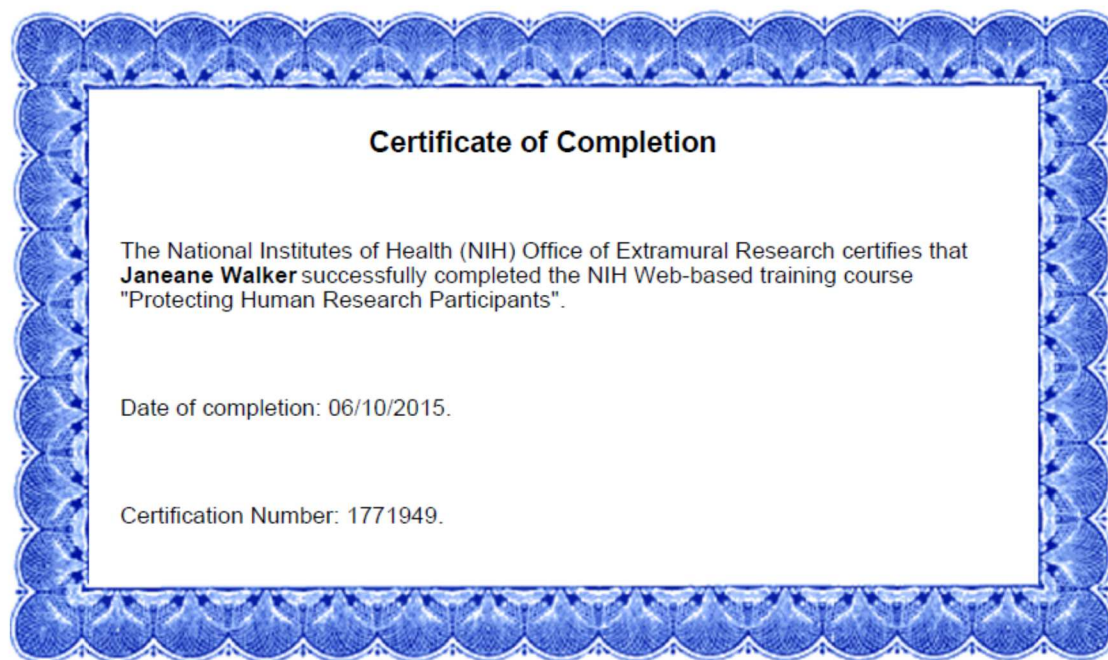 Certificate of Completion
The National Institutes of Health (NIH) Office of Extramural Research certifies that
Janeane Walker successfully completed the NIH Web-based training course
"Protecting Human Research Participants".
Date of completion: 06/10/2015.
Certification Number: 1771949.